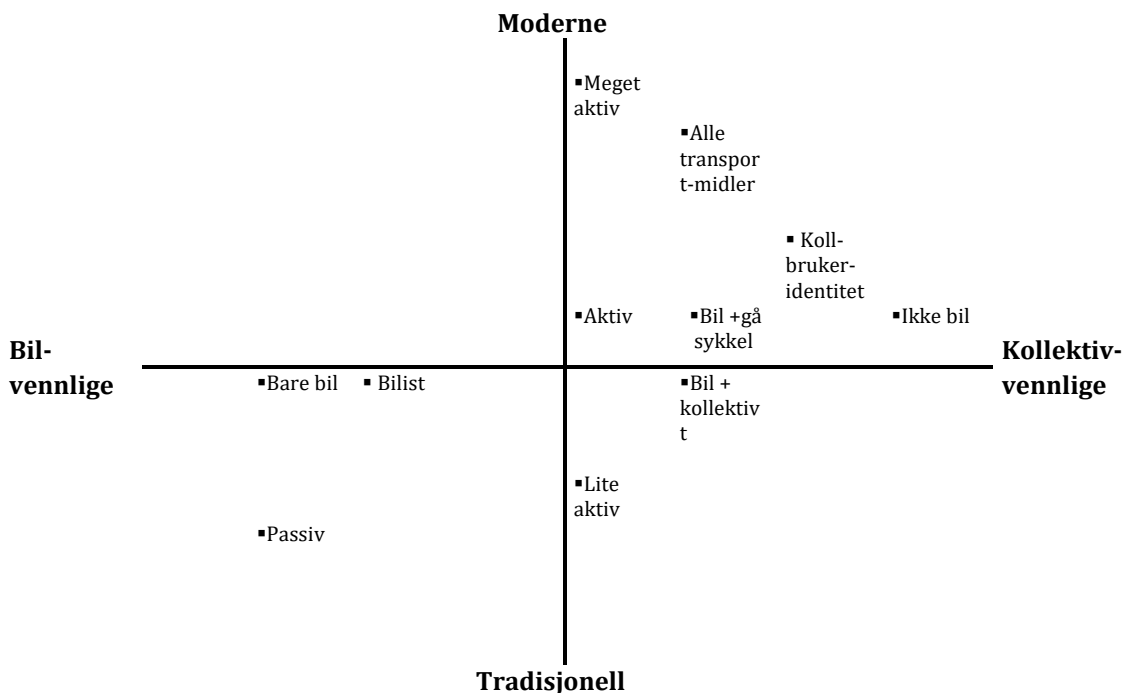 Moderne
▪Meget
aktiv
▪Alle
transpor
t-midler
▪ Koll-
bruker-
identitet
▪Aktiv
▪Bil +gå
sykkel
▪Ikke bil
Bil-
vennlige
Kollektiv-
vennlige
▪Bare bil
▪ Bilist
▪Bil +
kollektiv
t
▪Lite
aktiv
▪Passiv
Tradisjonell